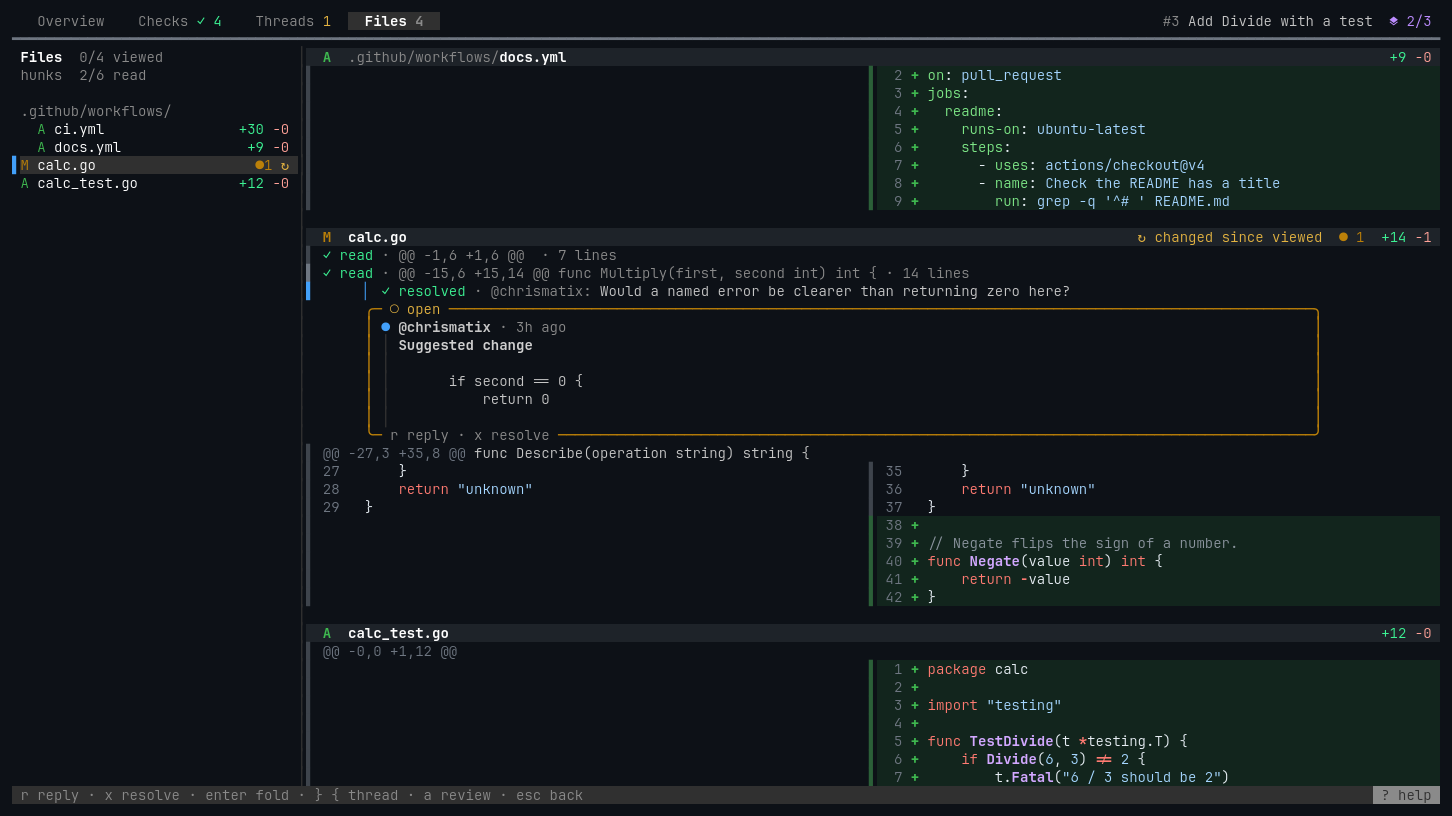 Overview Checks ✓ 4 Threads 1 Files 4 #3 Add Divide with a test ◆ 2/3
Files 0/4 viewed
hunks 2/6 read
.github/workflows/
A ci.yml +30 -0
A docs.yml +9 -0
M calc.go ●1 ↻
A calc_test.go +12 -0
A .github/workflows/docs.yml +9 -0
2 + on: pull_request
3 + jobs:
4 +   readme:
5 +     runs-on: ubuntu-latest
6 +     steps:
7 +       - uses: actions/checkout@v4
8 +       - name: Check the README has a title
9 +         run: grep -q '^# ' README.md
M calc.go ↻ changed since viewed ● 1 +14 -1
✓ read · @@ -1,6 +1,6 @@ · 7 lines
✓ read · @@ -15,6 +15,14 @@ func Multiply(first, second int) int { · 14 lines
✓ resolved · @chrismatix: Would a named error be clearer than returning zero here?
○ open
● @chrismatix · 3h ago
Suggested change
if second == 0 {
return 0
r reply · x resolve
@@ -27,3 +35,8 @@ func Describe(operation string) string {
27     } 35     }
28     return "unknown" 36     return "unknown"
29 } 37 }
38 +
39 + // Negate flips the sign of a number.
40 + func Negate(value int) int {
41 +     return -value
42 + }
A calc_test.go +12 -0
@@ -0,0 +1,12 @@
1 + package calc
2 +
3 + import "testing"
4 +
5 + func TestDivide(t *testing.T) {
6 +     if Divide(6, 3) != 2 {
7 +         t.Fatal("6 / 3 should be 2")
r reply · x resolve · enter fold · } { thread · a review · esc back ? help